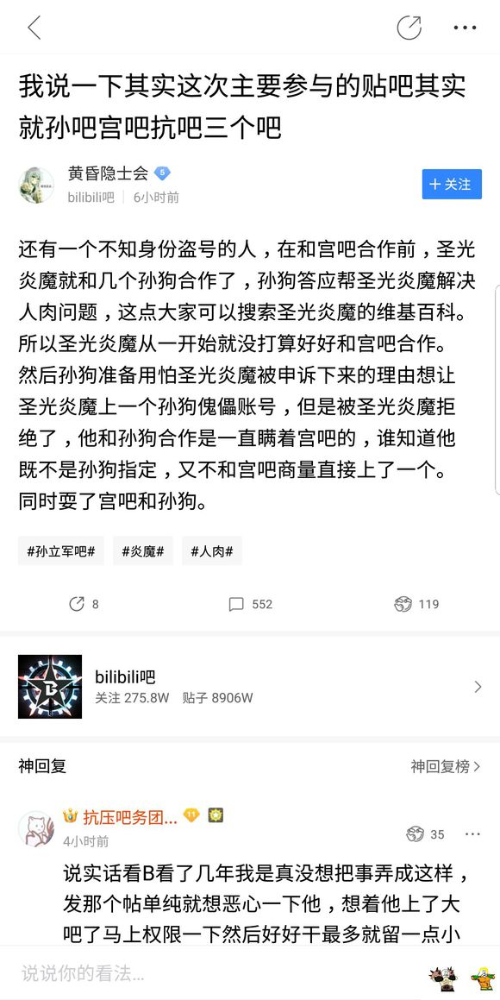 我说一下其实这次主要参与的贴吧其实
就孙吧宫吧抗吧三个吧
黄昏隐士会 5
bilibili吧 6小时前
+ 关注
还有一个不知身份盗号的人，在和宫吧合作前，圣光
炎魔就和几个孙狗合作了，孙狗答应帮圣光炎魔解决
人肉问题，这点大家可以搜索圣光炎魔的维基百科。
所以圣光炎魔从一开始就没打算好好和宫吧合作。
然后孙狗准备用怕圣光炎魔被申诉下来的理由想让
圣光炎魔上一个孙狗傀儡账号，但是被圣光炎魔拒
绝了，他和孙狗合作是一直瞒着宫吧的，谁知道他
既不是孙狗指定，又不和宫吧商量直接上了一个。
同时耍了宫吧和孙狗。
#孙立军吧# #炎魔# #人肉#
8 552 119
B
bilibili吧
关注 275.8W 贴子 8906W
神回复
神回复榜
抗压吧务团... 11
4小时前
35
说实话看B看了几年我是真没想把事弄成这样，
发那个帖单纯就想恶心一下他，想着他上了大
吧了马上权限一下然后好好干最多就留一点小
说说你的看法...